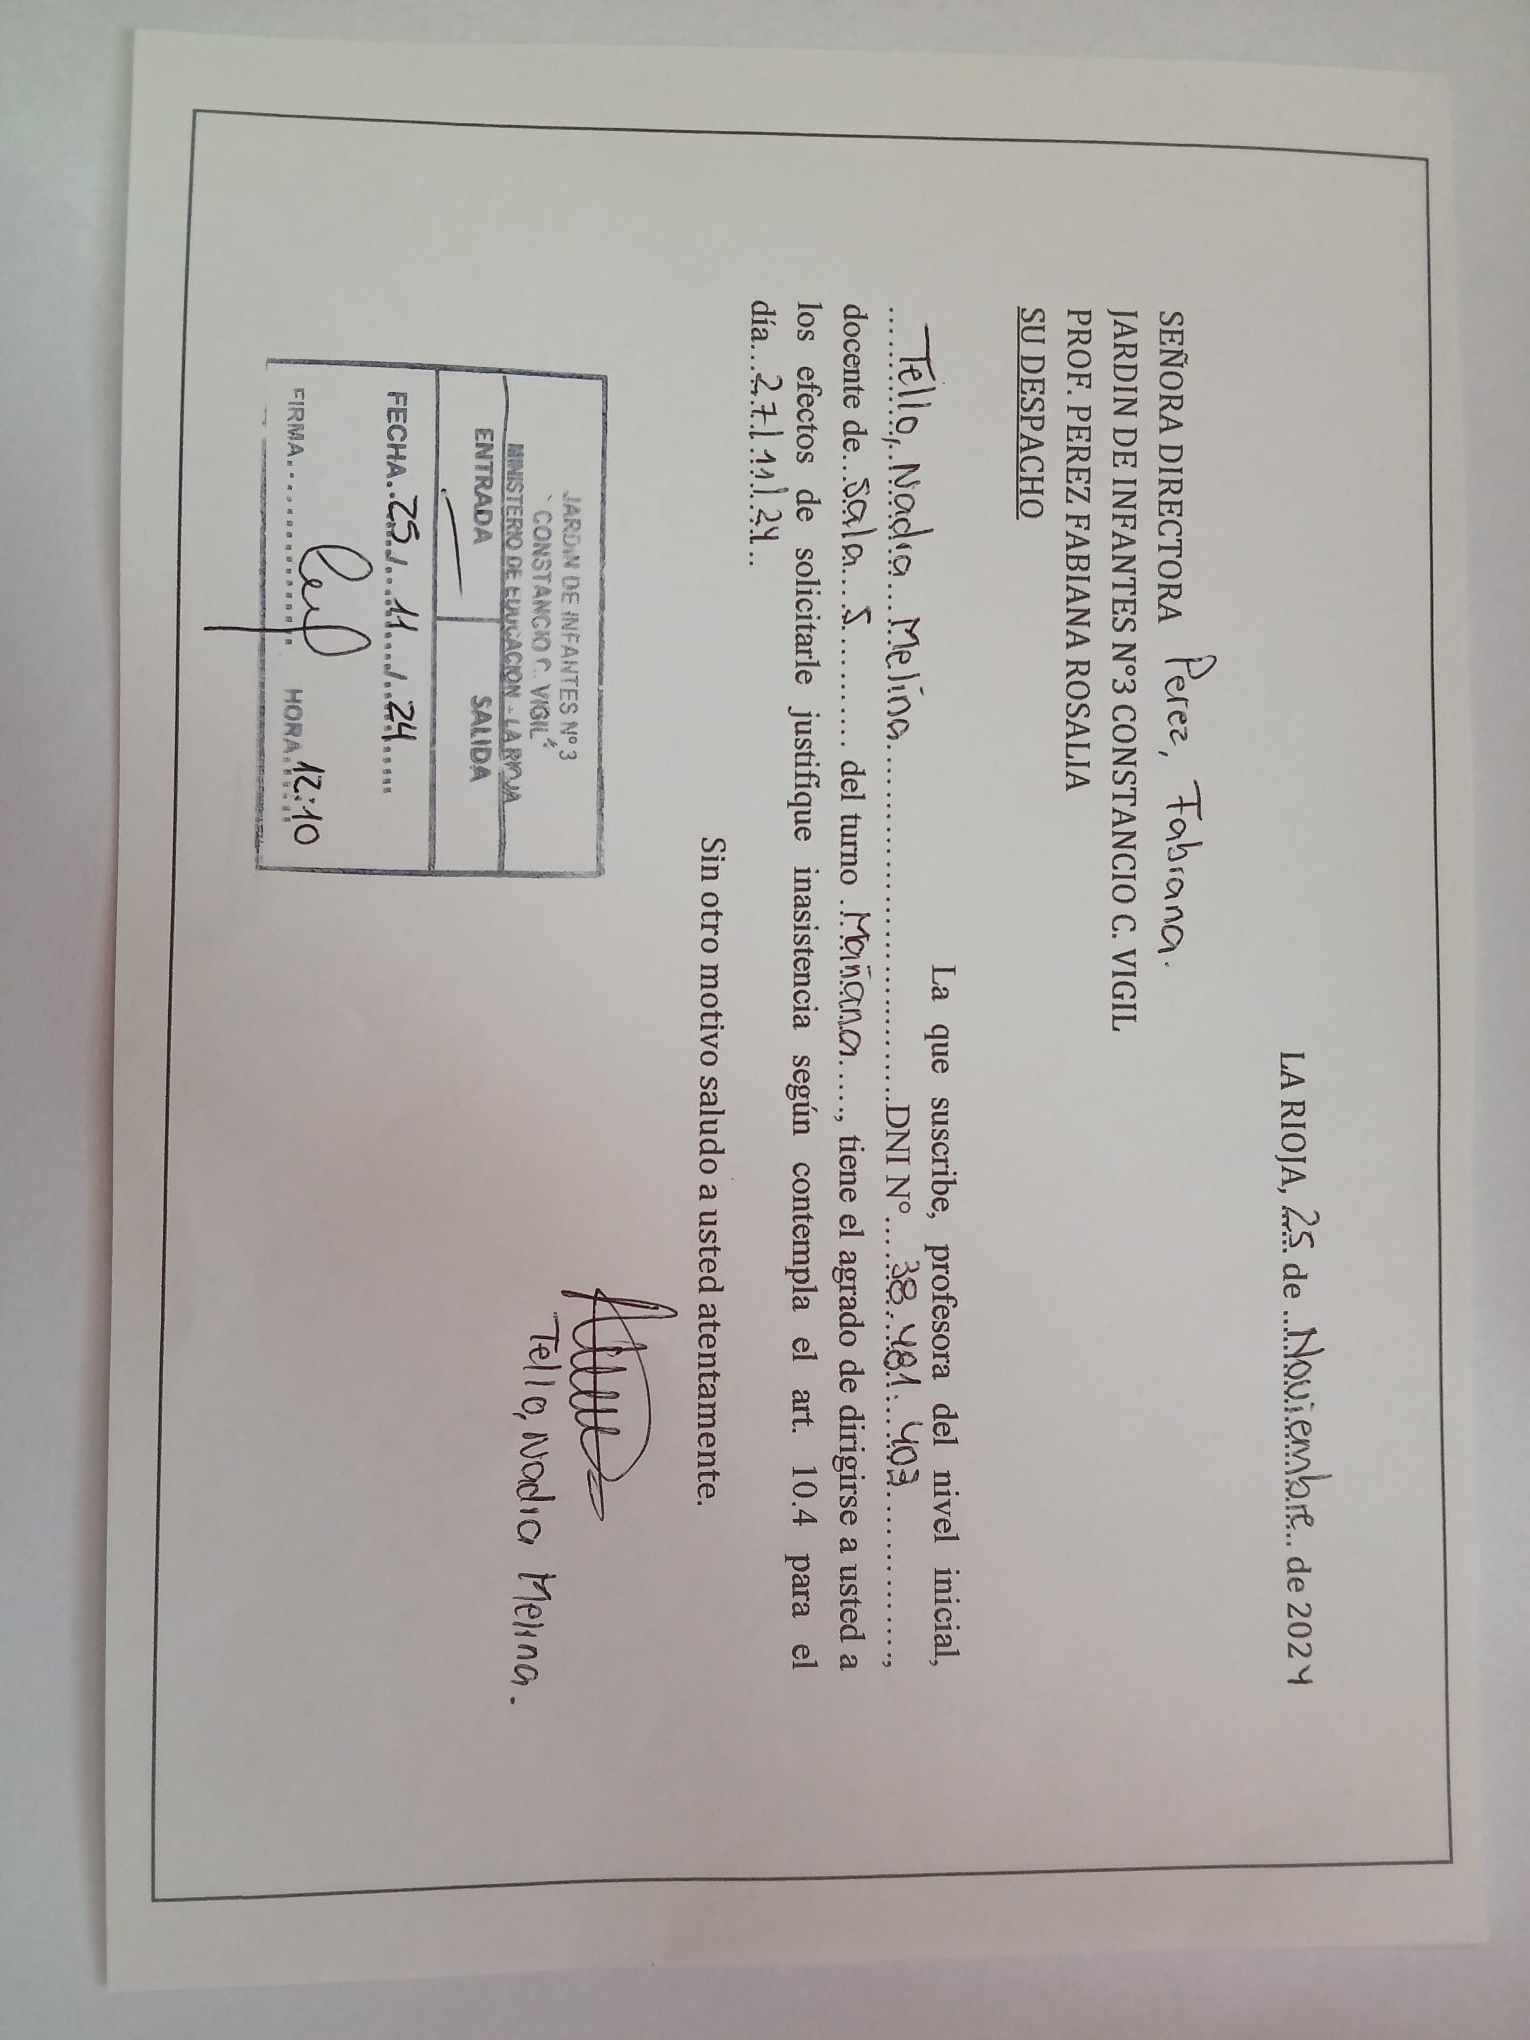 LA RIOJA, 25 de ...Noviembre... de 2024
SEÑORA DIRECTORA Perez, Fabiana.
JARDIN DE INFANTES N°3 CONSTANCIO C. VIGIL
PROF. PEREZ FABIANA ROSALIA
SU DESPACHO
La que suscribe, profesora del nivel inicial,
Tello, Nadia Melina DNI N° 38.481.403,
docente de Sala 5 del turno Mañana, tiene el agrado de dirigirse a usted a
los efectos de solicitarle justifique inasistencia según contempla el art. 10.4 para el
día 27/11/24
Sin otro motivo saludo a usted atentamente.
Tello, Nadia Melina.
JARDIN DE INFANTES N° 3
"CONSTANCIO C. VIGIL"
MINISTERIO DE EDUCACION - LA RIOJA
ENTRADA SALIDA
FECHA 25/11/24
FIRMA HORA 12:10